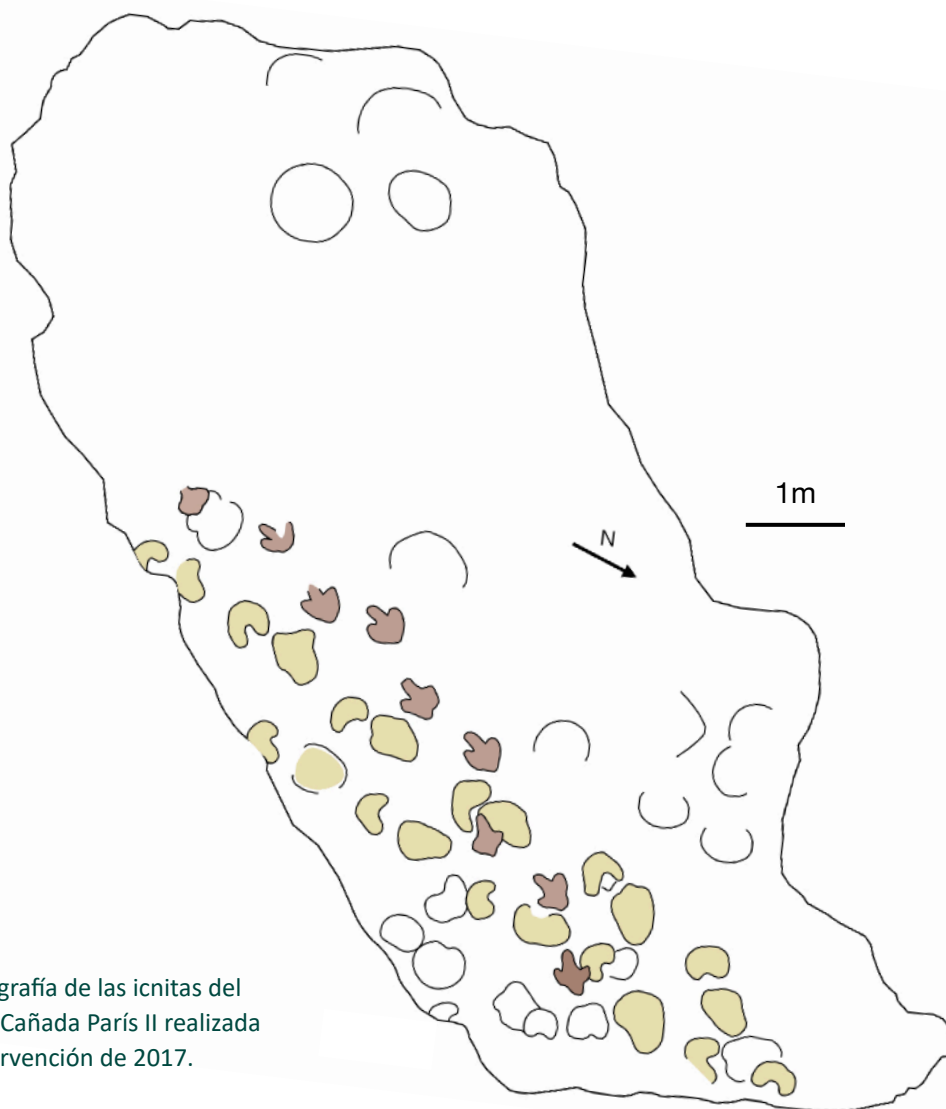 1m
N
grafía de las icnitas del
Cañada París II realizada
rvención de 2017.